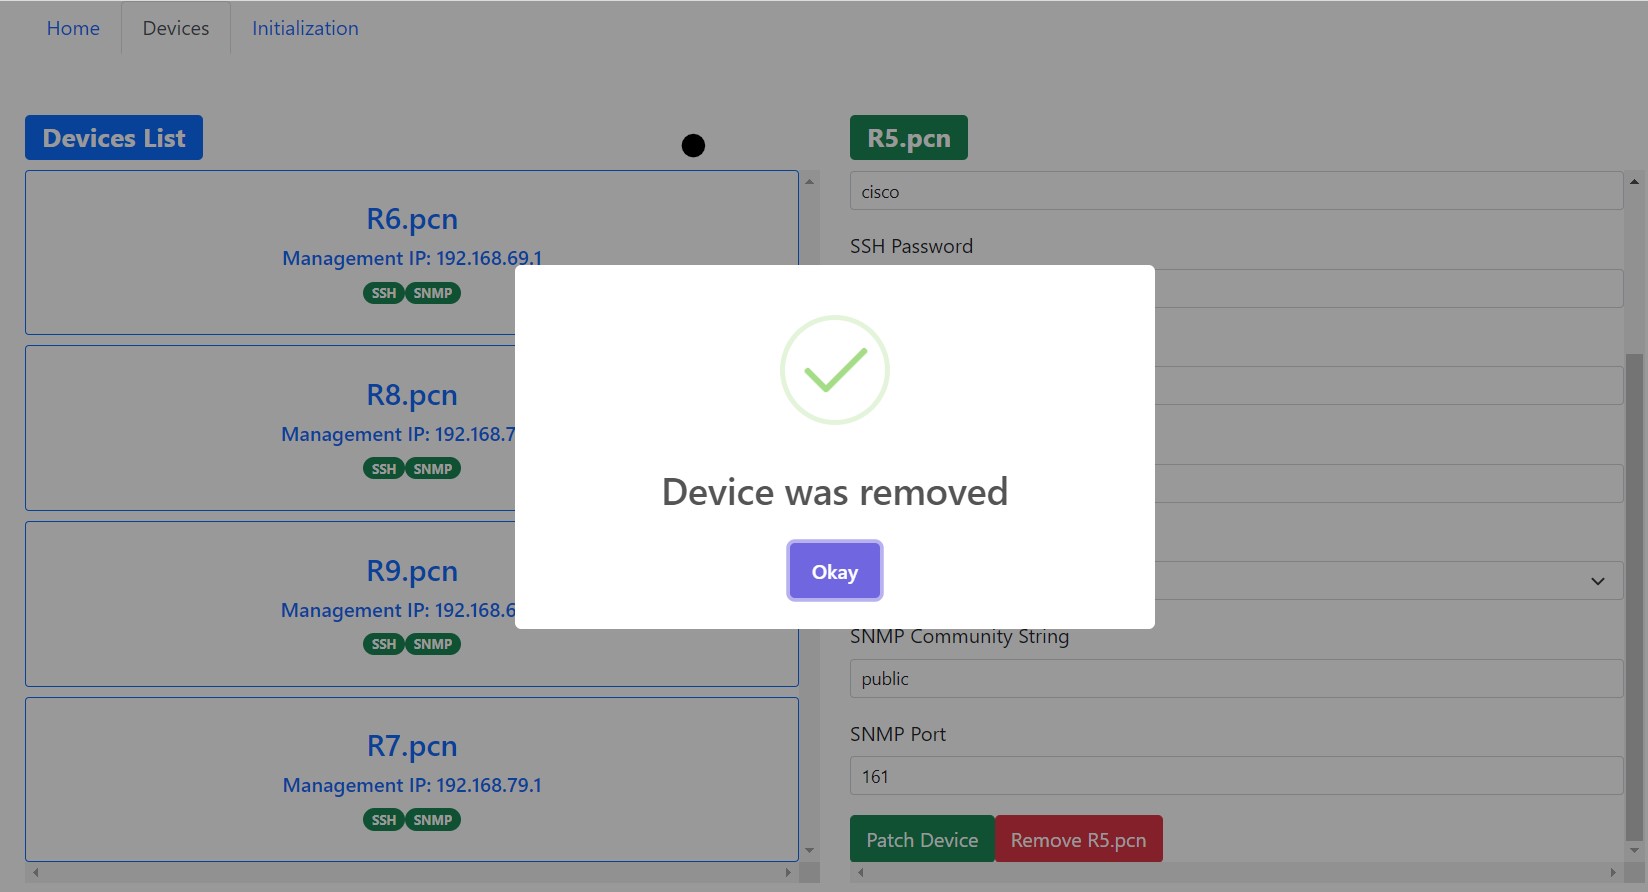 Home
Devices
Initialization
Devices List
R6.pcn
Management IP: 192.168.69.1
SSH
SNMP
R8.pcn
Management IP: 192.168.7
SSH
SNMP
R9.pcn
Management IP: 192.168.6
SSH
SNMP
R7.pcn
Management IP: 192.168.79.1
SSH
SNMP
R5.pcn
cisco
SSH Password
SNMP Community String
public
SNMP Port
161
Patch Device
Remove R5.pcn
Device was removed
Okay